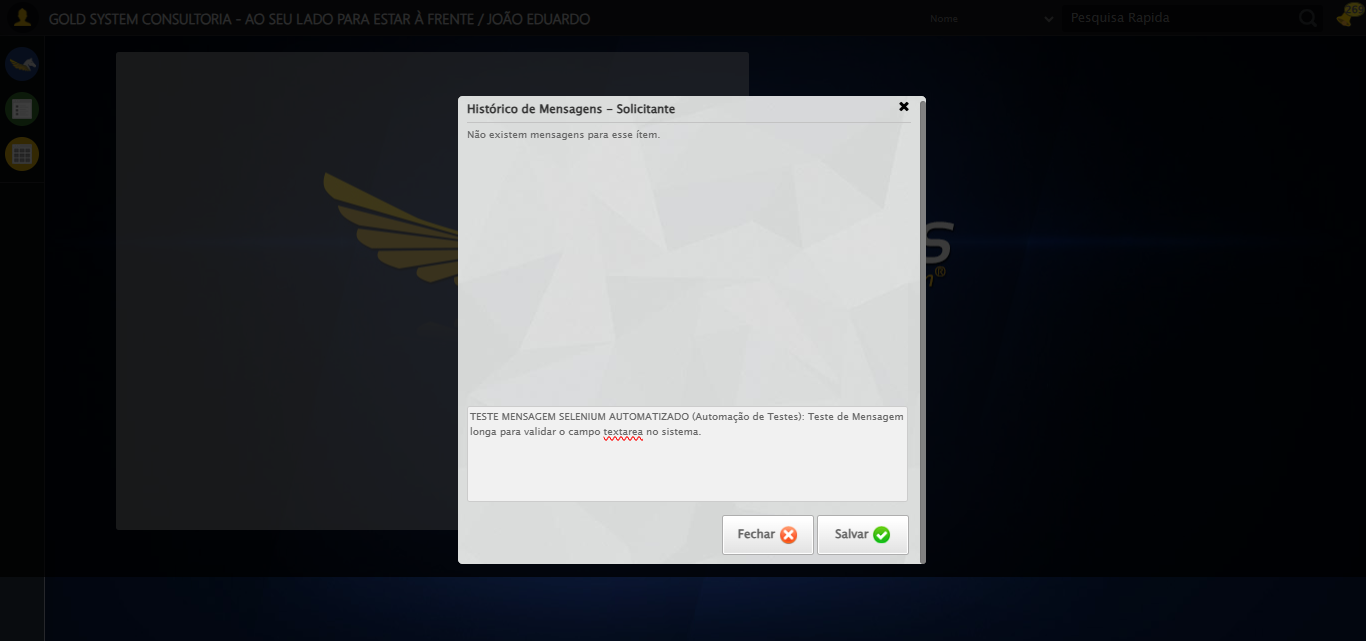 GOLD SYSTEM CONSULTORIA - AO SEU LADO PARA ESTAR À FRENTE / JOÃO EDUARDO
Nome
Pesquisa Rapida
Histórico de Mensagens - Solicitante
Não existem mensagens para esse ítem.
S
TESTE MENSAGEM SELENIUM AUTOMATIZADO (Automação de Testes): Teste de Mensagem
longa para validar o campo textarea no sistema.
Fechar
Salvar